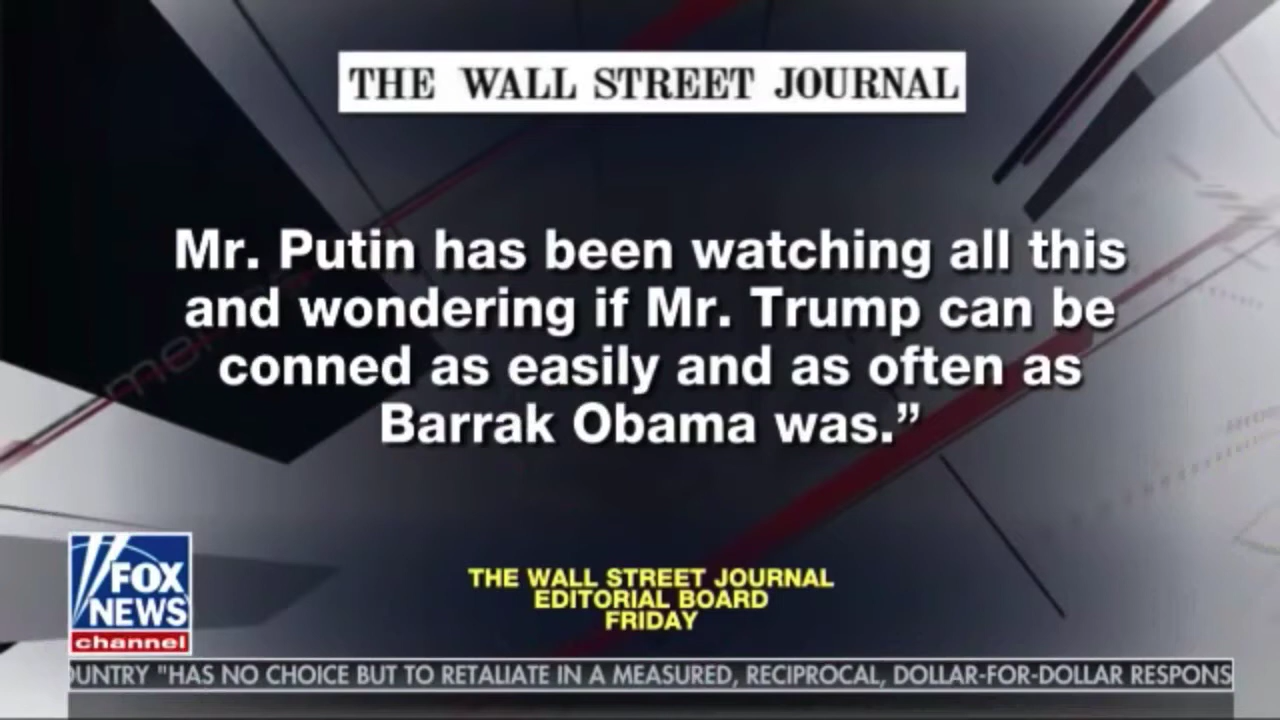 THE WALL STREET JOURNAL
Mr. Putin has been watching all this
and wondering if Mr. Trump can be
conned as easily and as often as
Barrak Obama was.”
THE WALL STREET JOURNAL
EDITORIAL BOARD
FRIDAY
FOX
NEWS
channel
OUNTRY "HAS NO CHOICE BUT TO RETALIATE IN A MEASURED, RECIPROCAL, DOLLAR-FOR-DOLLAR RESPONS